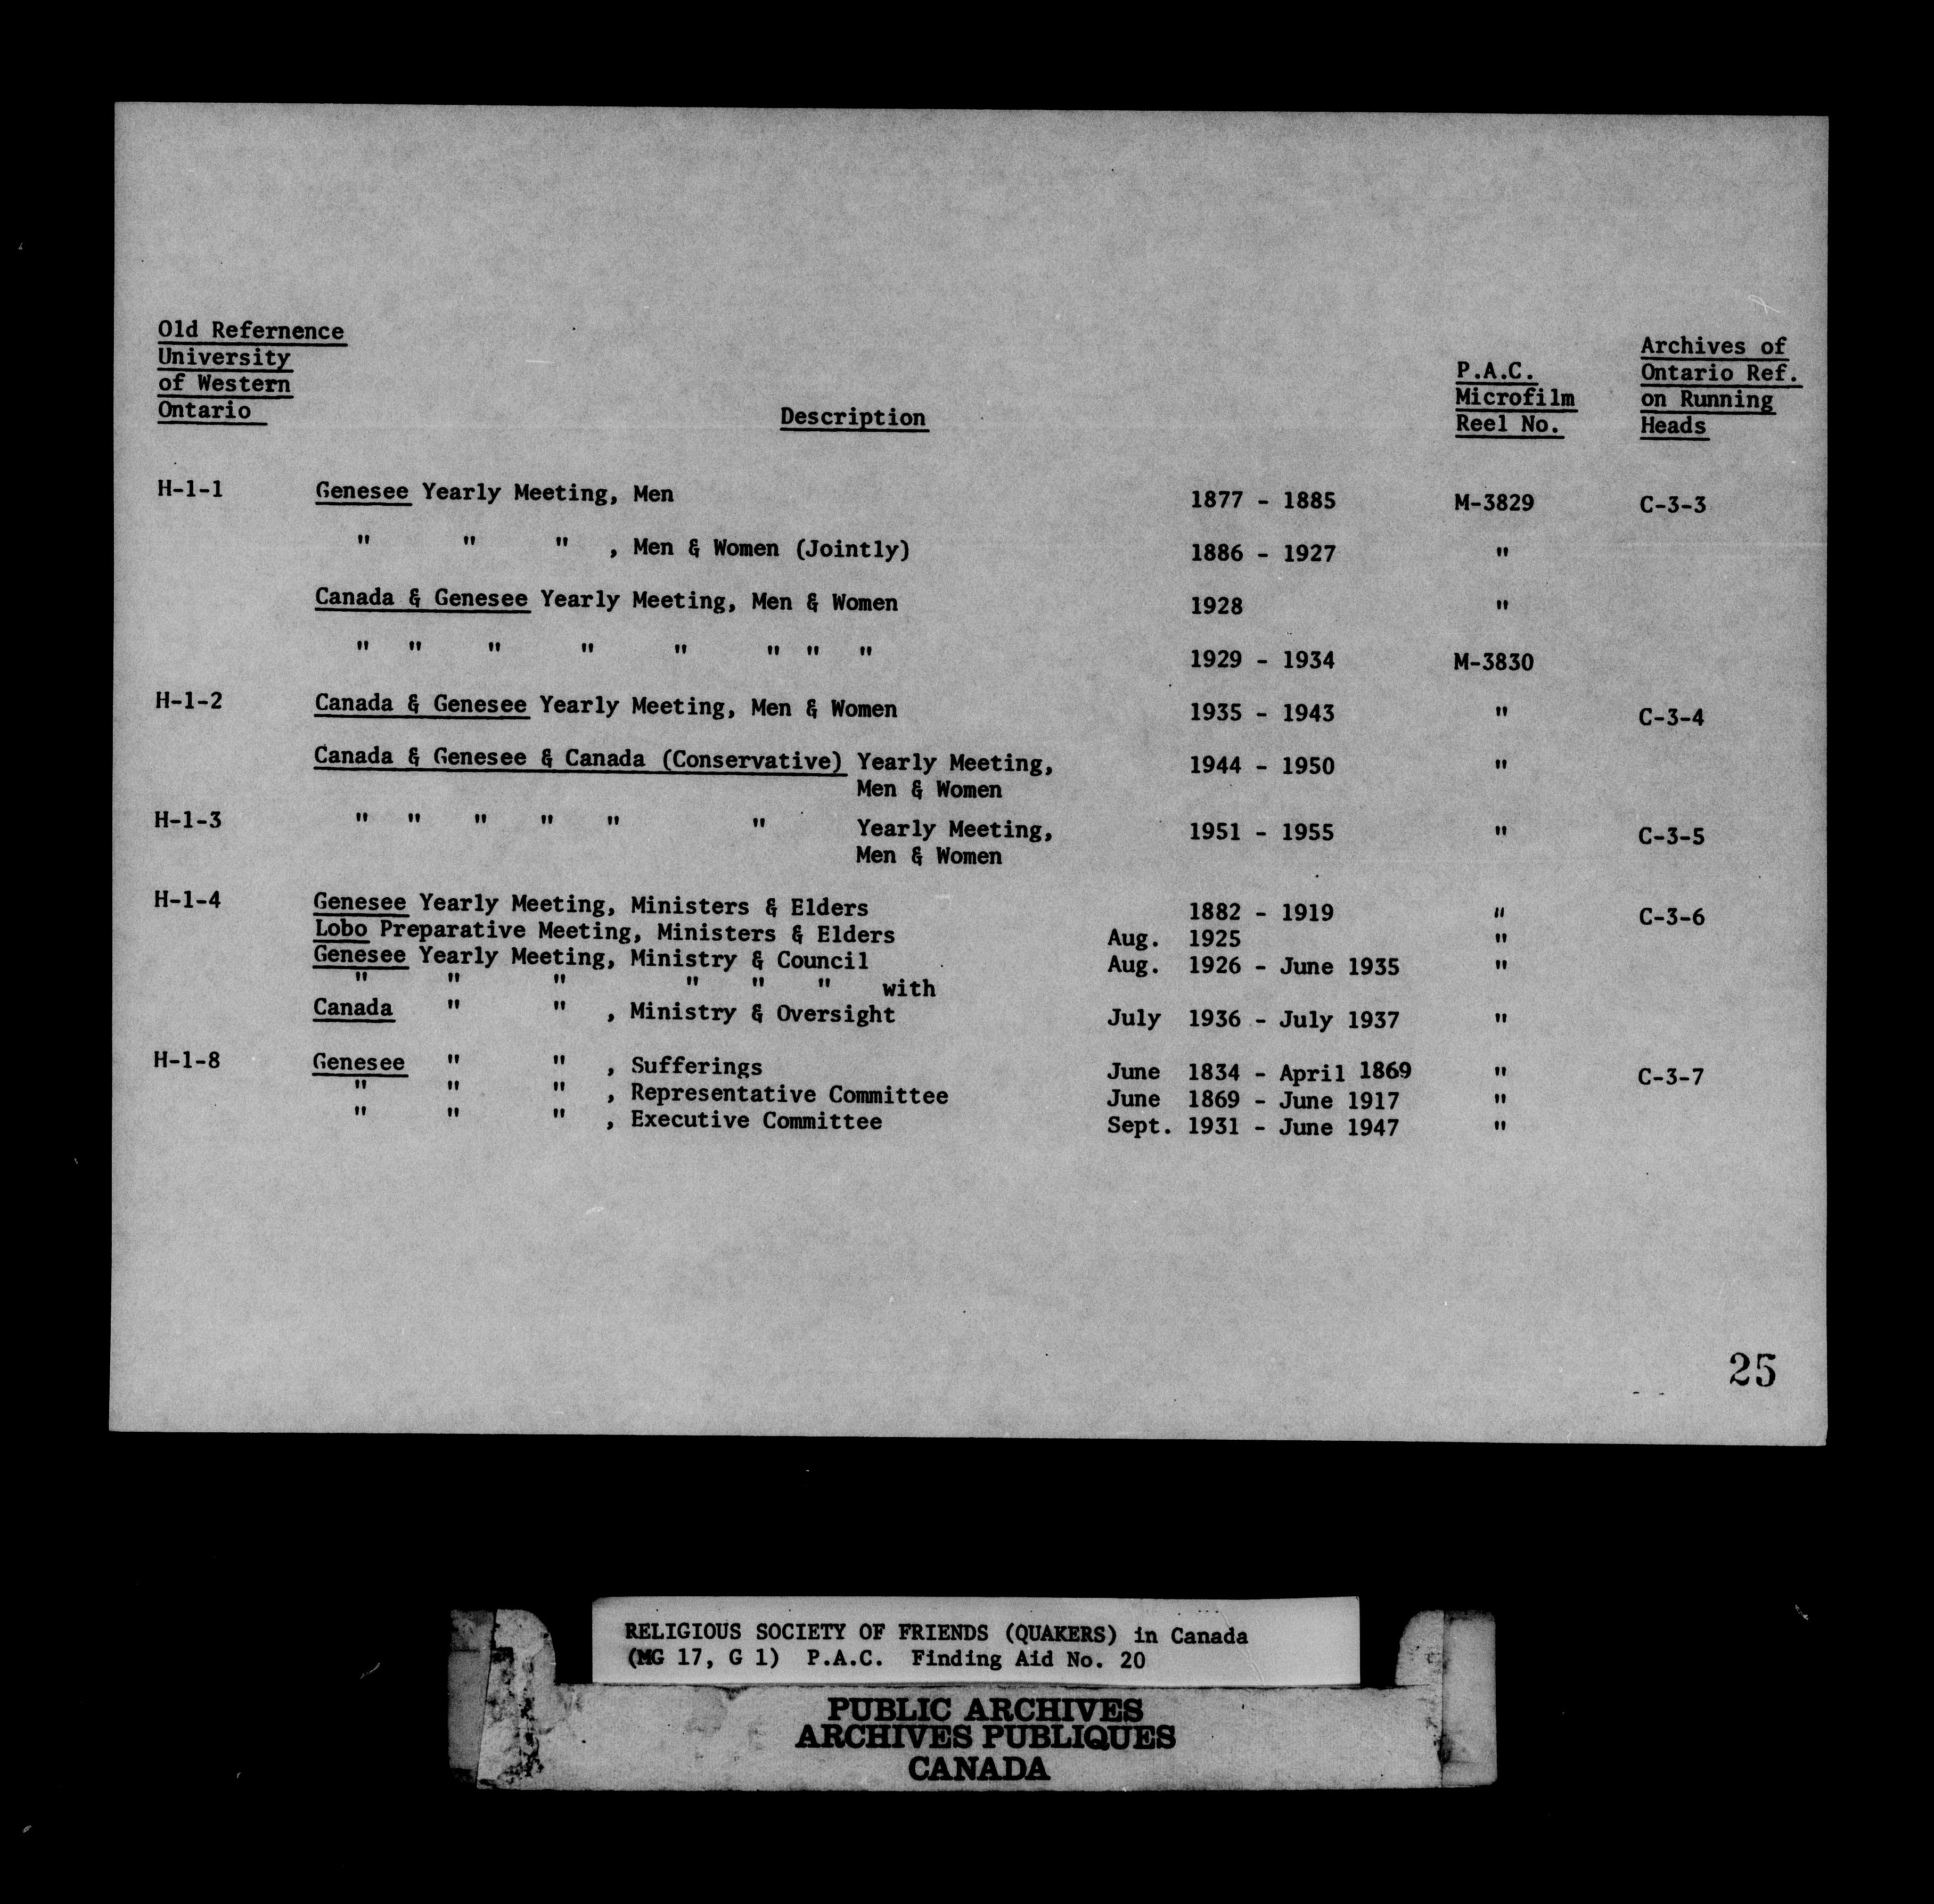 Old Refernence
University
of Western
Ontario
Description
P.A.C.
Microfilm
Reel No.
Archives of
Ontario Ref.
on Running
Heads
H-1-1 Genesee Yearly Meeting, Men 1877 - 1885 M-3829 C-3-3
" " " , Men & Women (Jointly) 1886 - 1927 "
Canada & Genesee Yearly Meeting, Men & Women 1928 "
" " " " " " " " 1929 - 1934 M-3830
H-1-2 Canada & Genesee Yearly Meeting, Men & Women 1935 - 1943 " C-3-4
Canada & Genesee & Canada (Conservative) Yearly Meeting, 1944 - 1950 "
Men & Women
H-1-3 " " " " " " Yearly Meeting, 1951 - 1955 " C-3-5
Men & Women
H-1-4 Genesee Yearly Meeting, Ministers & Elders 1882 - 1919 " C-3-6
Lobo Preparative Meeting, Ministers & Elders Aug. 1925 "
Genesee Yearly Meeting, Ministry & Council Aug. 1926 - June 1935 "
" " " " " " with
Canada " " , Ministry & Oversight July 1936 - July 1937 "
H-1-8 Genesee " " , Sufferings June 1834 - April 1869 " C-3-7
" " " , Representative Committee June 1869 - June 1917 "
" " " , Executive Committee Sept. 1931 - June 1947 "
25
RELIGIOUS SOCIETY OF FRIENDS (QUAKERS) in Canada
(MG 17, G 1) P.A.C. Finding Aid No. 20
PUBLIC ARCHIVES
ARCHIVES PUBLIQUES
CANADA